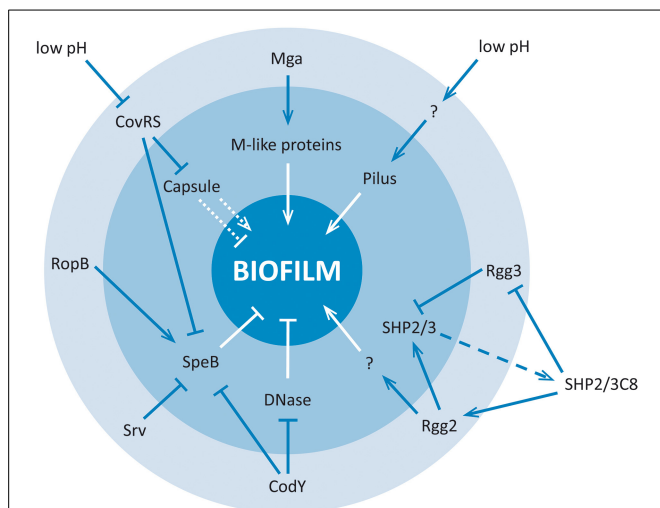 low pH
low pH
Mga
?
CovRS
M-like proteins
Pilus
Capsule
BIOFILM
RopB
Rgg3
SHP2/3
SpeB
?
SHP2/3C8
DNase
Srv
Rgg2
CodY